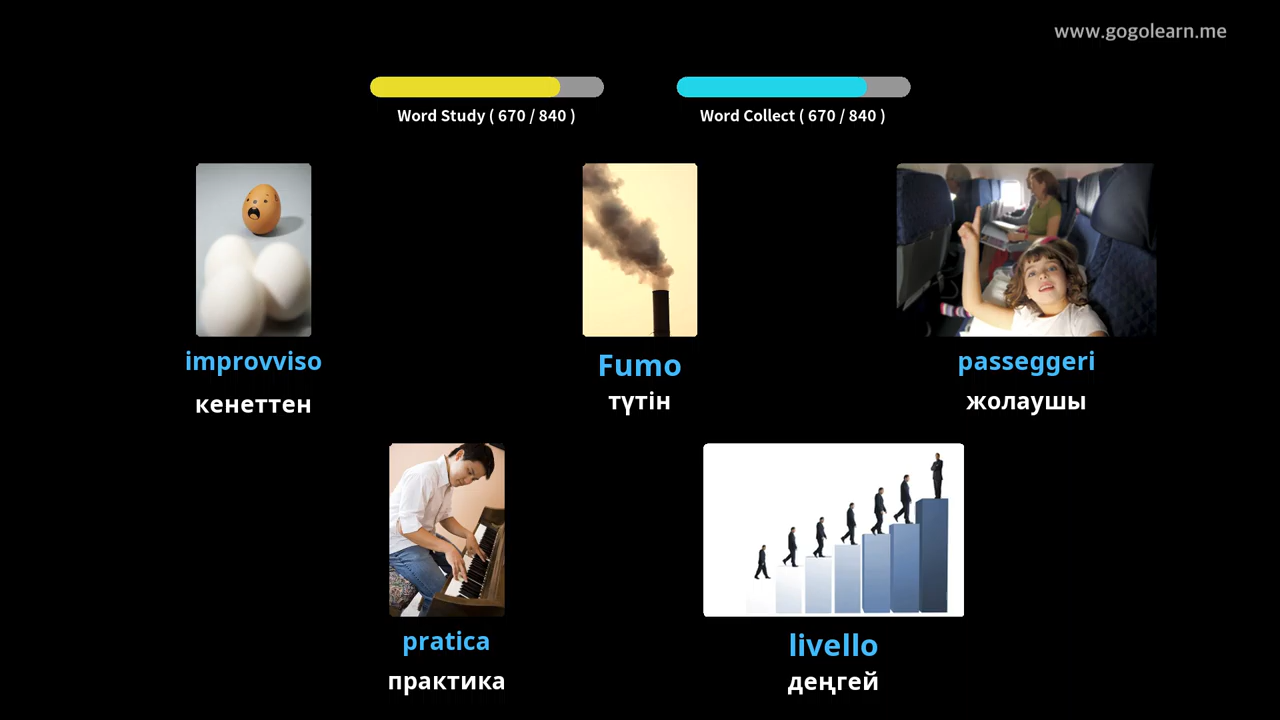 www.gogolearn.me
Word Study ( 670 / 840 )
Word Collect ( 670 / 840 )
improvviso
кенеттен
Fumo
түтін
passeggeri
жолаушы
pratica
практика
livello
деңгей